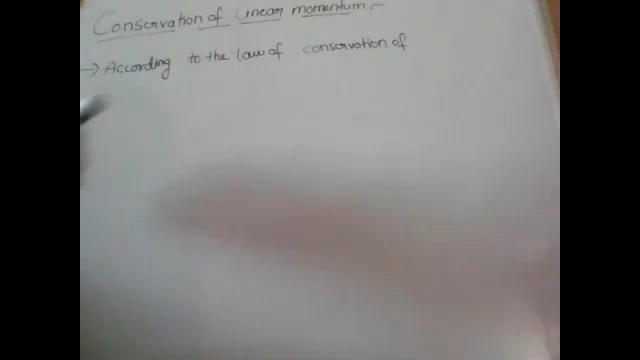 Conservation of Linear momentum :-
→ According to the law of conservation of